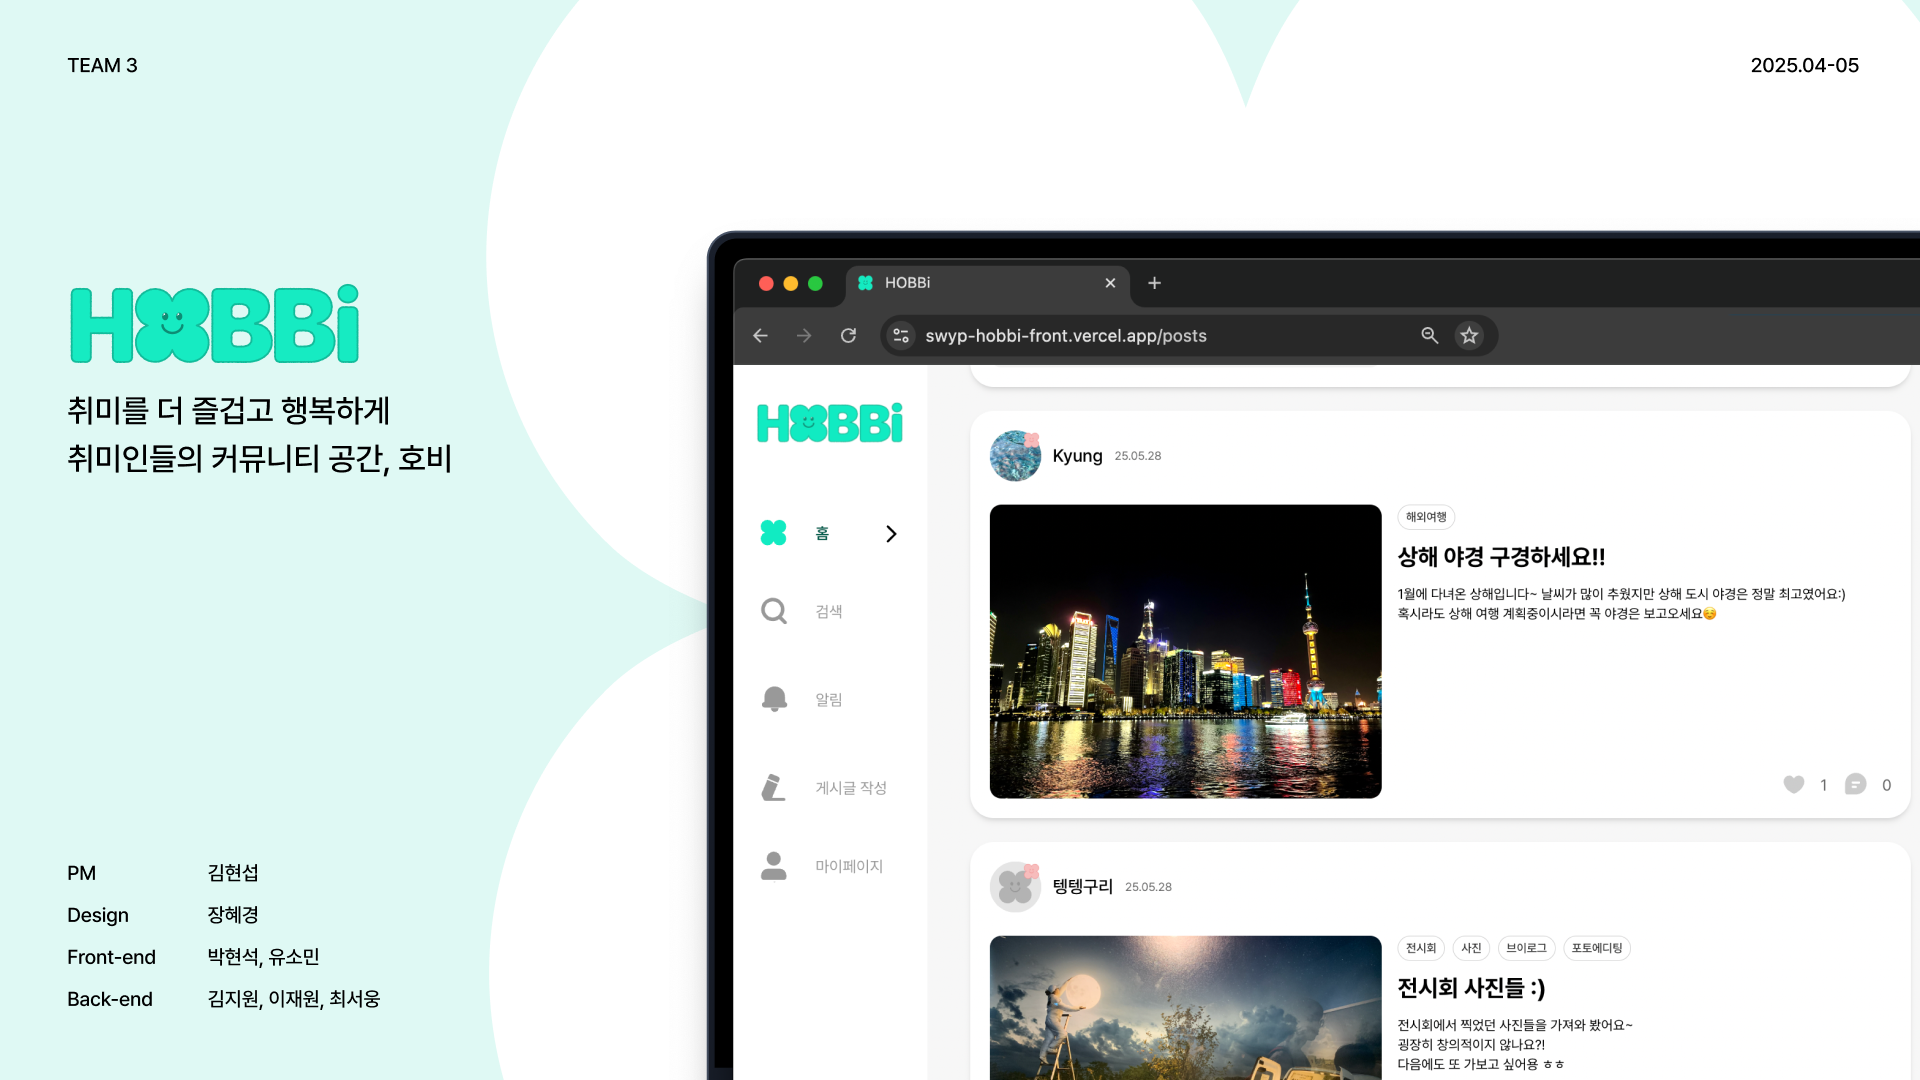 TEAM 3
2025.04-05
HOBBi
취미를 더 즐겁고 행복하게
취미인들의 커뮤니티 공간, 호비
PM 김현섭
Design 장혜경
Front-end 박현석, 유소민
Back-end 김지원, 이재원, 최서웅
HOBBi
swyp-hobbi-front.vercel.app/posts
HOBBi
홈
검색
알림
게시글 작성
마이페이지
Kyung 25.05.28
해외여행
상해 야경 구경하세요!!
1월에 다녀온 상해입니다~ 날씨가 많이 추웠지만 상해 도시 야경은 정말 최고였어요:)
혹시라도 상해 여행 계획중이시라면 꼭 야경은 보고오세요☺️
1 0
텡텡구리 25.05.28
전시회 사진 브이로그 포토에디팅
전시회 사진들 :)
전시회에서 찍었던 사진들을 가져와 봤어요~
굉장히 창의적이지 않나요?!
다음에도 또 가보고 싶어용 ㅎㅎ